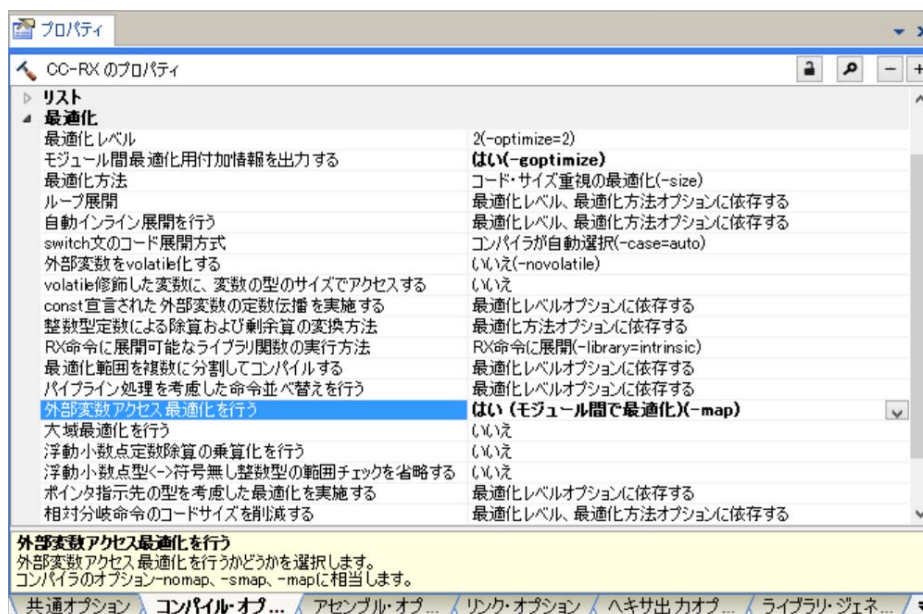 プロパティ
CC-RX のプロパティ
リスト
最適化
最適化レベル 2(-optimize=2)
モジュール間最適化用付加情報を出力する はい(-goptimize)
最適化方法 コード・サイズ重視の最適化(-size)
ループ展開 最適化レベル、最適化方法オプションに依存する
自動インライン展開を行う 最適化レベル、最適化方法オプションに依存する
switch文のコード展開方式 コンパイラが自動選択(-case=auto)
外部変数をvolatile化する いいえ(-novolatile)
volatile修飾した変数に、変数の型のサイズでアクセスする いいえ
const宣言された外部変数の定数伝播を実施する 最適化レベルオプションに依存する
整数型定数による除算および剰余算の変換方法 最適化方法オプションに依存する
RX命令に展開可能なライブラリ関数の実行方法 RX命令に展開(-library=intrinsic)
最適化範囲を複数に分割してコンパイルする 最適化レベルオプションに依存する
パイプライン処理を考慮した命令並べ替えを行う 最適化レベルオプションに依存する
外部変数アクセス最適化を行う はい (モジュール間で最適化)(-map)
大域最適化を行う いいえ
浮動小数点定数除算の乗算化を行う いいえ
浮動小数点型<->符号無し整数型の範囲チェックを省略する いいえ
ポインタ指示先の型を考慮した最適化を実施する 最適化レベルオプションに依存する
相対分岐命令のコードサイズを削減する 最適化レベル、最適化方法オプションに依存する
外部変数アクセス最適化を行う
外部変数アクセス最適化を行うかどうかを選択します。
コンパイラのオプション-nomap、-smap、-mapに相当します。
共通オプション コンパイル・オプ... アセンブル・オプ... リンク・オプション ヘキサ出力オプ... ライブラリ・ジェネ...